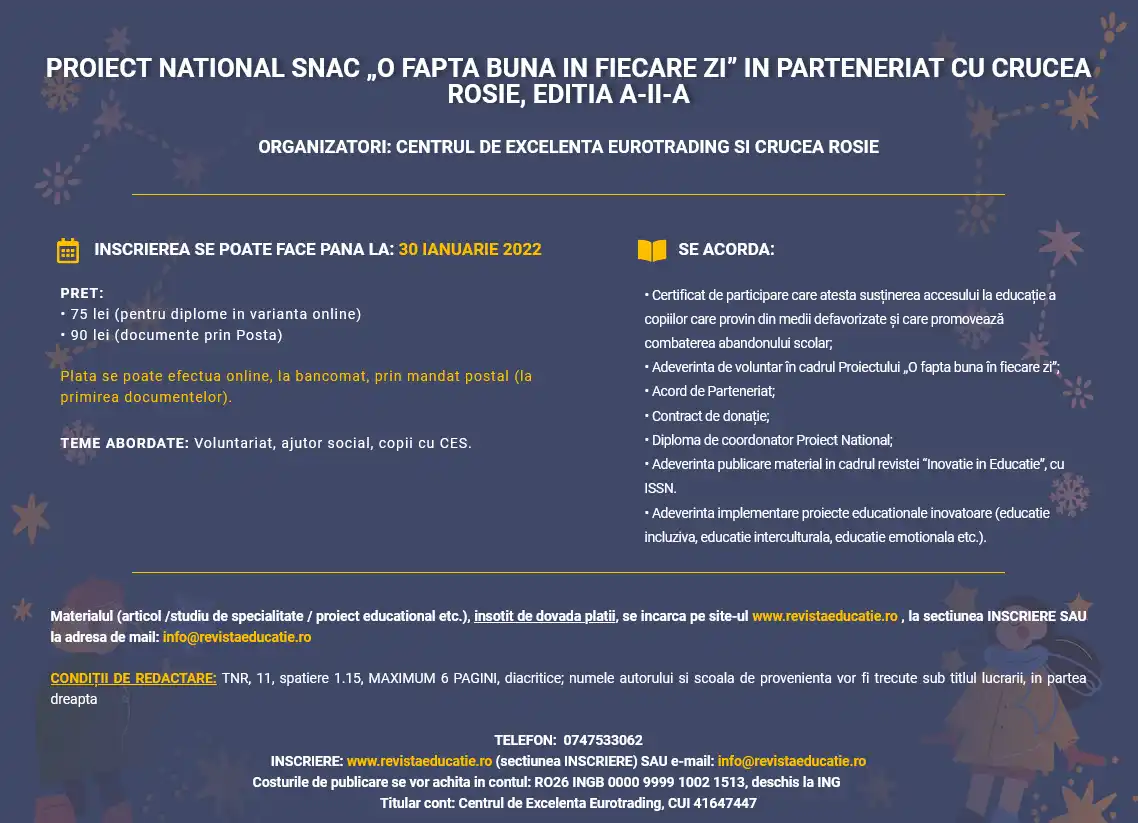 PROIECT NATIONAL SNAC „O FAPTA BUNA IN FIECARE ZI” IN PARTENERIAT CU CRUCEA
ROSIE, EDITIA A-II-A
ORGANIZATORI: CENTRUL DE EXCELENTA EUROTRADING SI CRUCEA ROSIE
INSCRIEREA SE POATE FACE PANA LA: 30 IANUARIE 2022
PRET:
• 75 lei (pentru diplome in varianta online)
• 90 lei (documente prin Posta)
Plata se poate efectua online, la bancomat, prin mandat postal (la
primirea documentelor).
TEME ABORDATE: Voluntariat, ajutor social, copii cu CES.
SE ACORDA:
• Certificat de participare care atesta susținerea accesului la educație a
copiilor care provin din medii defavorizate și care promovează
combaterea abandonului scolar;
• Adeverinta de voluntar în cadrul Proiectului „O fapta buna în fiecare zi”;
• Acord de Parteneriat;
• Contract de donație;
• Diploma de coordonator Proiect National;
• Adeverinta publicare material in cadrul revistei “Inovatie in Educatie”, cu
ISSN.
• Adeverinta implementare proiecte educationale inovatoare (educatie
incluziva, educatie interculturala, educatie emotionala etc.).
Materialul (articol /studiu de specialitate / proiect educational etc.), insotit de dovada platii, se incarca pe site-ul www.revistaeducatie.ro , la sectiunea INSCRIERE SAU
la adresa de mail: info@revistaeducatie.ro
CONDIȚII DE REDACTARE: TNR, 11, spatiere 1.15, MAXIMUM 6 PAGINI, diacritice; numele autorului si scoala de provenienta vor fi trecute sub titlul lucrarii, in partea
dreapta
TELEFON: 0747533062
INSCRIERE: www.revistaeducatie.ro (sectiunea INSCRIERE) SAU e-mail: info@revistaeducatie.ro
Costurile de publicare se vor achita in contul: RO26 INGB 0000 9999 1002 1513, deschis la ING
Titular cont: Centrul de Excelenta Eurotrading, CUI 41647447